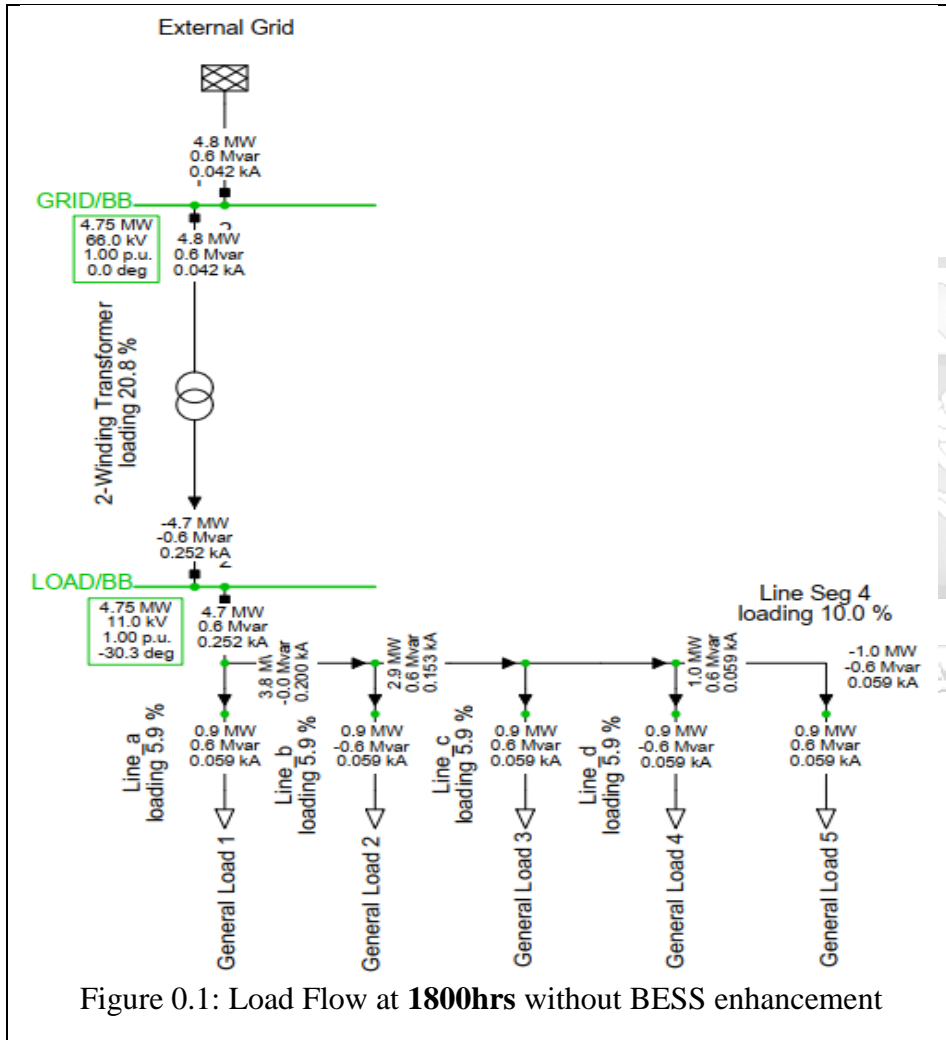 External Grid
4.8 MW
0.6 Mvar
0.042 kA
GRID/BB
4.75 MW
66.0 kV
1.00 p.u.
0.0 deg
4.8 MW
0.6 Mvar
0.042 kA
2-Winding Transformer
loading 20.8 %
-4.7 MW
-0.6 Mvar
0.252 kA
LOAD/BB
4.75 MW
11.0 kV
1.00 p.u.
-30.3 deg
4.7 MW
0.6 Mvar
0.252 kA
Line Seg 4
loading 10.0 %
3.8 M
-0.0 Mvar
0.200 kA
2.9 MW
0.6 Mvar
0.153 kA
1.0 MW
0.6 Mvar
0.059 kA
-1.0 MW
-0.6 Mvar
0.059 kA
Line_a
loading 5.9 %
0.9 MW
0.6 Mvar
0.059 kA
Line_b
loading 5.9 %
0.9 MW
-0.6 Mvar
0.059 kA
Line_c
loading 5.9 %
0.9 MW
0.6 Mvar
0.059 kA
Line_d
loading 5.9 %
0.9 MW
-0.6 Mvar
0.059 kA
0.9 MW
0.6 Mvar
0.059 kA
General Load 1
General Load 2
General Load 3
General Load 4
General Load 5
Figure 0.1: Load Flow at 1800hrs without BESS enhancement